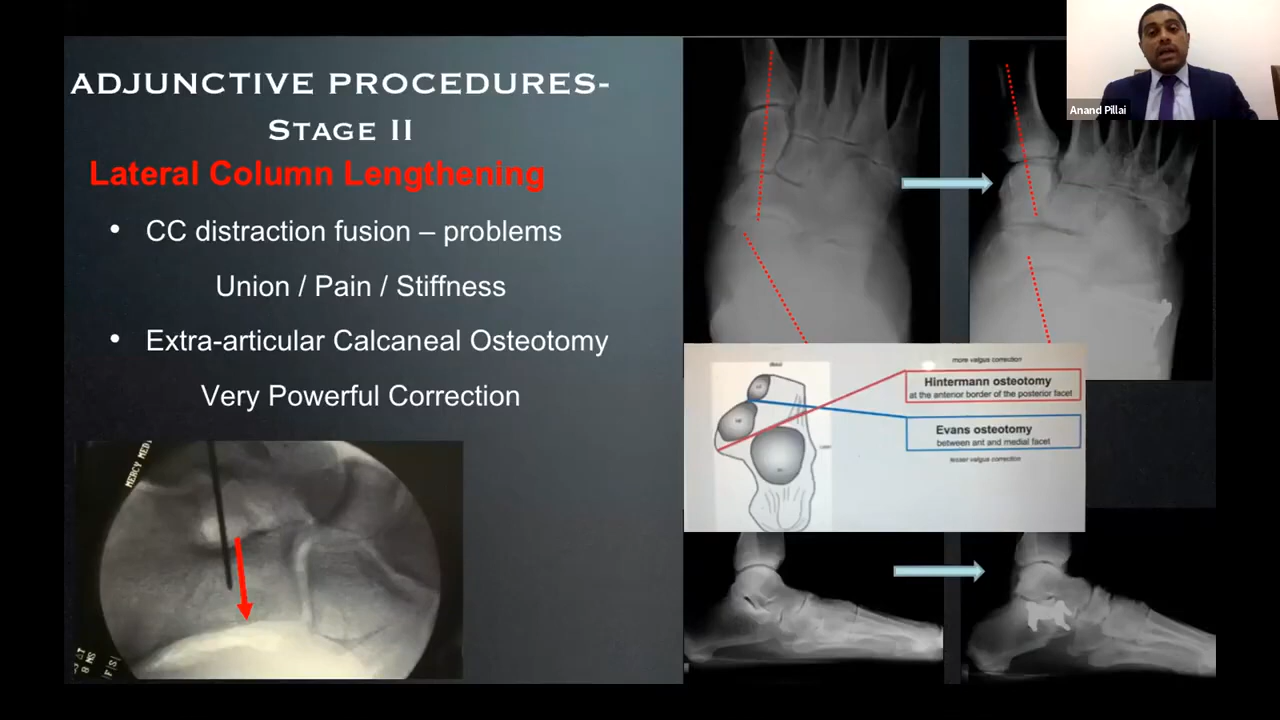 ADJUNCTIVE PROCEDURES-
STAGE II
Lateral Column Lengthening
• CC distraction fusion – problems
Union / Pain / Stiffness
• Extra-articular Calcaneal Osteotomy
Very Powerful Correction
Anand Pillai
more valgus correction
Hintermann osteotomy
at the anterior border of the posterior facet
Evans osteotomy
between ant and medial facet
lesser valgus correction
distal
MERCY MEDI